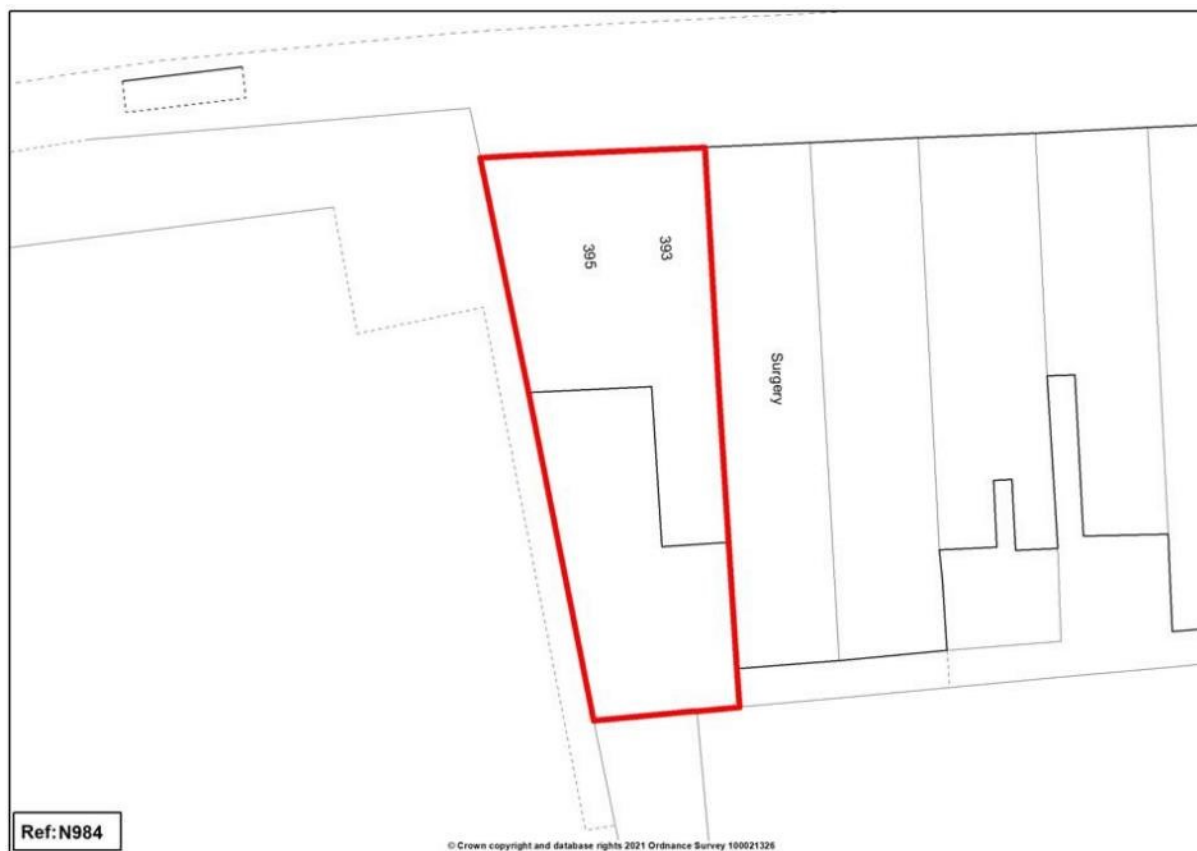 395
393
Surgery
Ref:N984
© Crown copyright and database rights 2021 Ordnance Survey 100021326